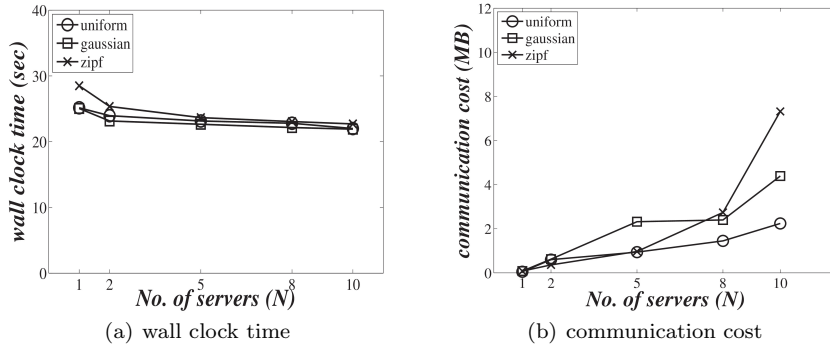 40
30
20
10
0
wall clock time (sec)
uniform
gaussian
zipf
1 2 5 8 10
No. of servers (N)
(a) wall clock time
12
10
8
6
4
2
0
communication cost (MB)
uniform
gaussian
zipf
1 2 5 8 10
No. of servers (N)
(b) communication cost